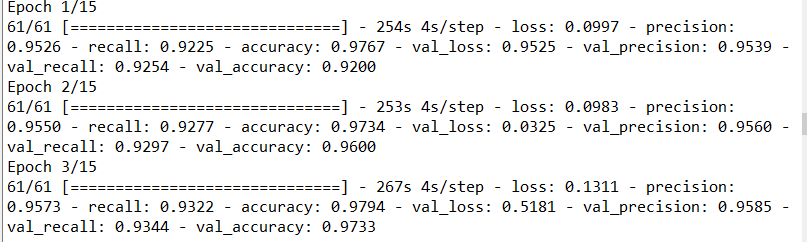 Epoch 1/15
61/61 [==============================] - 254s 4s/step - loss: 0.0997 - precision:
0.9526 - recall: 0.9225 - accuracy: 0.9767 - val_loss: 0.9525 - val_precision: 0.9539 -
val_recall: 0.9254 - val_accuracy: 0.9200
Epoch 2/15
61/61 [==============================] - 253s 4s/step - loss: 0.0983 - precision:
0.9550 - recall: 0.9277 - accuracy: 0.9734 - val_loss: 0.0325 - val_precision: 0.9560 -
val_recall: 0.9297 - val_accuracy: 0.9600
Epoch 3/15
61/61 [==============================] - 267s 4s/step - loss: 0.1311 - precision:
0.9573 - recall: 0.9322 - accuracy: 0.9794 - val_loss: 0.5181 - val_precision: 0.9585 -
val_recall: 0.9344 - val_accuracy: 0.9733